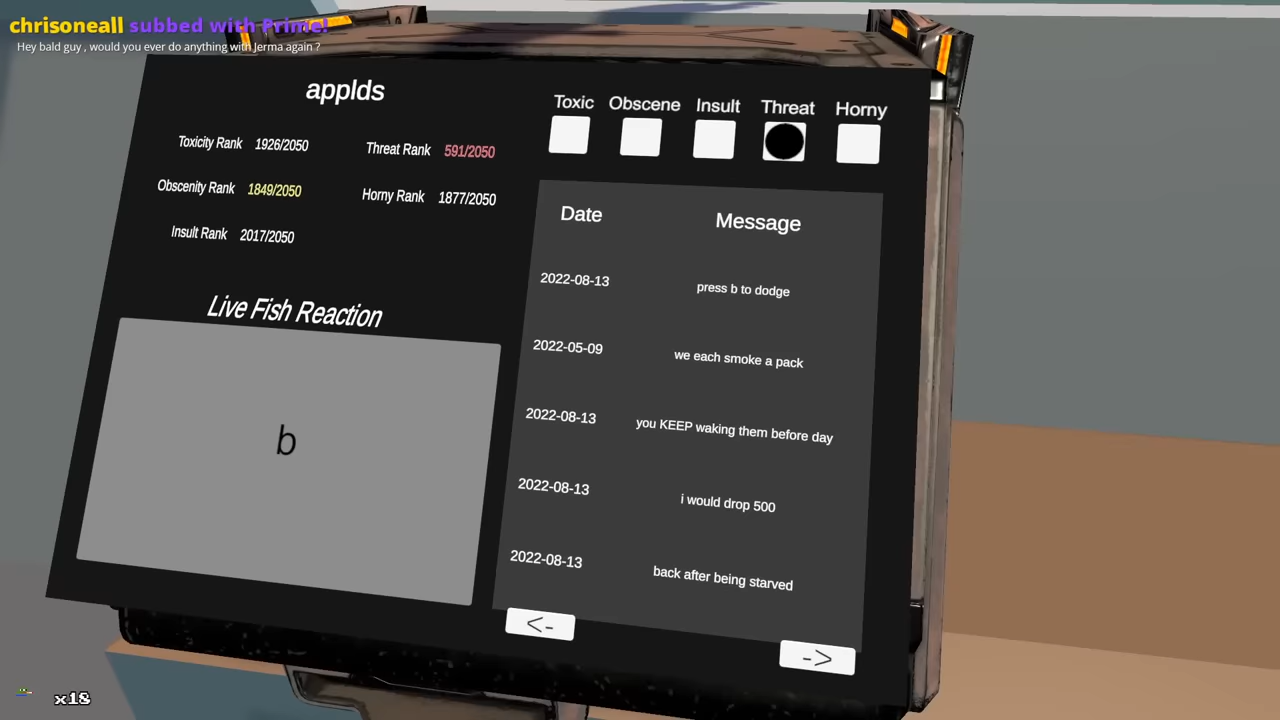 chrisoneall subbed with Prime!
Hey bald guy , would you ever do anything with Jerma again ?
applds
Toxicity Rank 1926/2050
Threat Rank 591/2050
Obscenity Rank 1849/2050
Horny Rank 1877/2050
Insult Rank 2017/2050
Live Fish Reaction
b
Toxic Obscene Insult Threat Horny
Date Message
2022-08-13 press b to dodge
2022-05-09 we each smoke a pack
2022-08-13 you KEEP waking them before day
2022-08-13 i would drop 500
2022-08-13 back after being starved
<- ->
x18